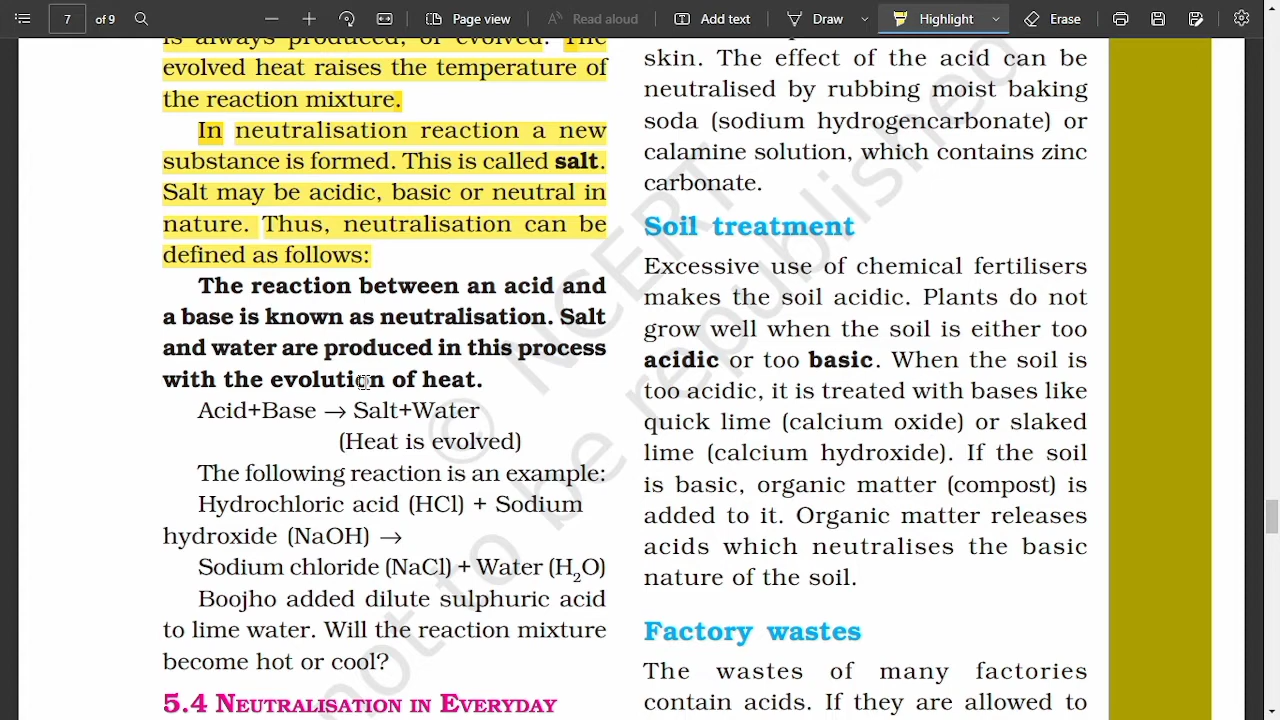 7 of 9 Page view Read aloud Add text Draw Highlight Erase
is always produced, or evolved. The
evolved heat raises the temperature of
the reaction mixture.
In neutralisation reaction a new
substance is formed. This is called salt.
Salt may be acidic, basic or neutral in
nature. Thus, neutralisation can be
defined as follows:
The reaction between an acid and
a base is known as neutralisation. Salt
and water are produced in this process
with the evolution of heat.
Acid+Base → Salt+Water
(Heat is evolved)
The following reaction is an example:
Hydrochloric acid (HCl) + Sodium
hydroxide (NaOH) →
Sodium chloride (NaCl) + Water (H₂O)
Boojho added dilute sulphuric acid
to lime water. Will the reaction mixture
become hot or cool?
5.4 NEUTRALISATION IN EVERYDAY
skin. The effect of the acid can be
neutralised by rubbing moist baking
soda (sodium hydrogencarbonate) or
calamine solution, which contains zinc
carbonate.
Soil treatment
Excessive use of chemical fertilisers
makes the soil acidic. Plants do not
grow well when the soil is either too
acidic or too basic. When the soil is
too acidic, it is treated with bases like
quick lime (calcium oxide) or slaked
lime (calcium hydroxide). If the soil
is basic, organic matter (compost) is
added to it. Organic matter releases
acids which neutralises the basic
nature of the soil.
Factory wastes
The wastes of many factories
contain acids. If they are allowed to
© NCERT
not to be republished